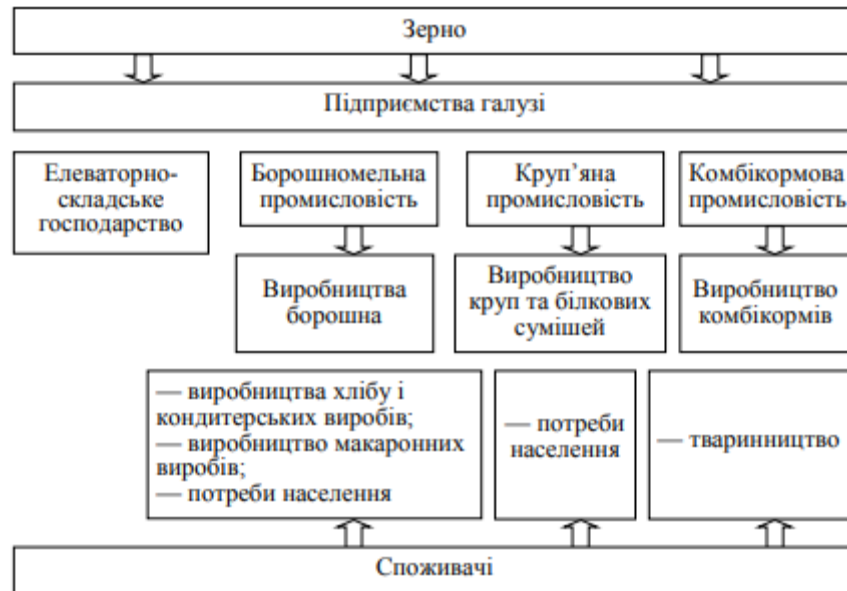 Зерно
Підприємства галузі
Елеваторно-
складське
господарство
Борошномельна
промисловість
Круп’яна
промисловість
Комбікормова
промисловість
Виробництва
борошна
Виробництво
круп та білкових
сумішей
Виробництво
комбікормів
— виробництва хлібу і
кондитерських виробів;
— виробництво макаронних
виробів;
— потреби населення
— потреби
населення
— тваринництво
Споживачі